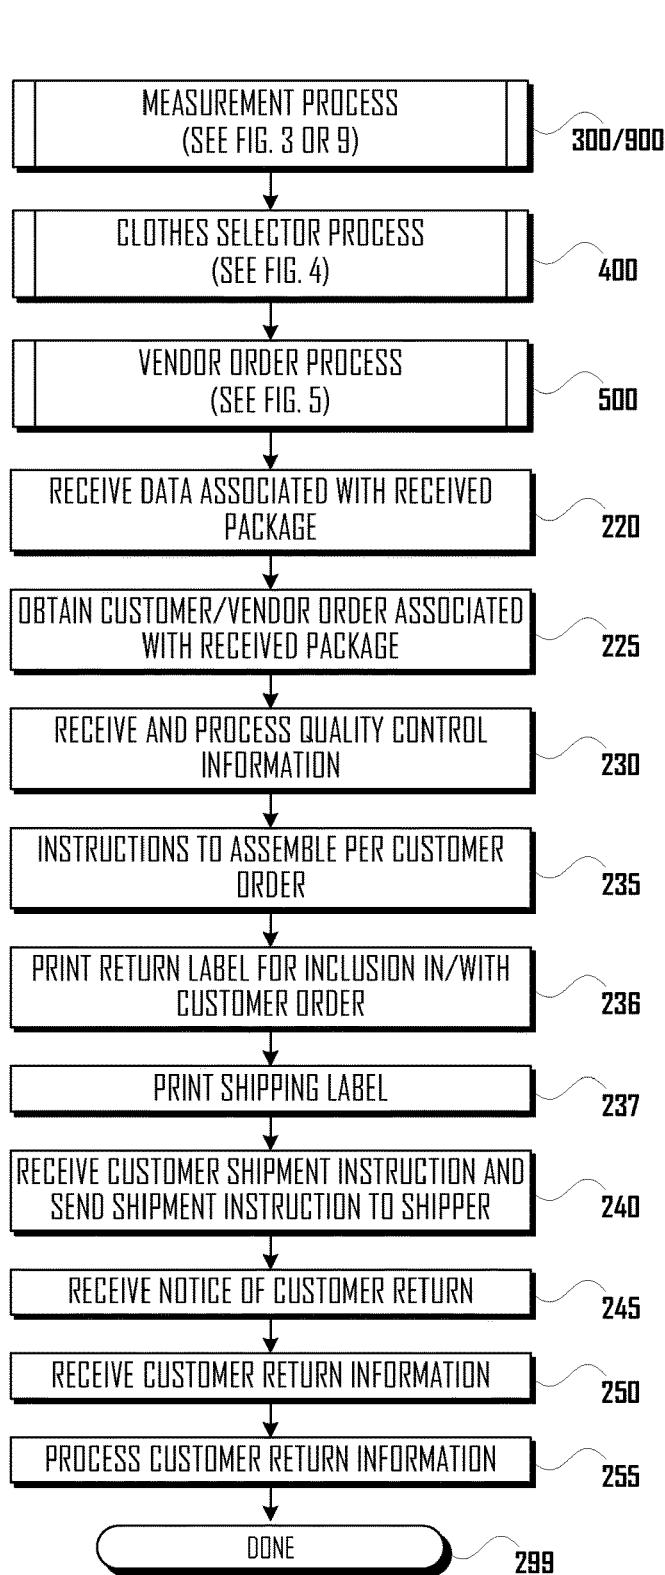 MEASUREMENT PROCESS
(SEE FIG. 3 OR 9)
300/900
CLOTHES SELECTOR PROCESS
(SEE FIG. 4)
400
VENDOR ORDER PROCESS
(SEE FIG. 5)
500
RECEIVE DATA ASSOCIATED WITH RECEIVED
PACKAGE
220
OBTAIN CUSTOMER/VENDOR ORDER ASSOCIATED
WITH RECEIVED PACKAGE
225
RECEIVE AND PROCESS QUALITY CONTROL
INFORMATION
230
INSTRUCTIONS TO ASSEMBLE PER CUSTOMER
ORDER
235
PRINT RETURN LABEL FOR INCLUSION IN/WITH
CUSTOMER ORDER
236
PRINT SHIPPING LABEL
237
RECEIVE CUSTOMER SHIPMENT INSTRUCTION AND
SEND SHIPMENT INSTRUCTION TO SHIPPER
240
RECEIVE NOTICE OF CUSTOMER RETURN
245
RECEIVE CUSTOMER RETURN INFORMATION
250
PROCESS CUSTOMER RETURN INFORMATION
255
DONE
299